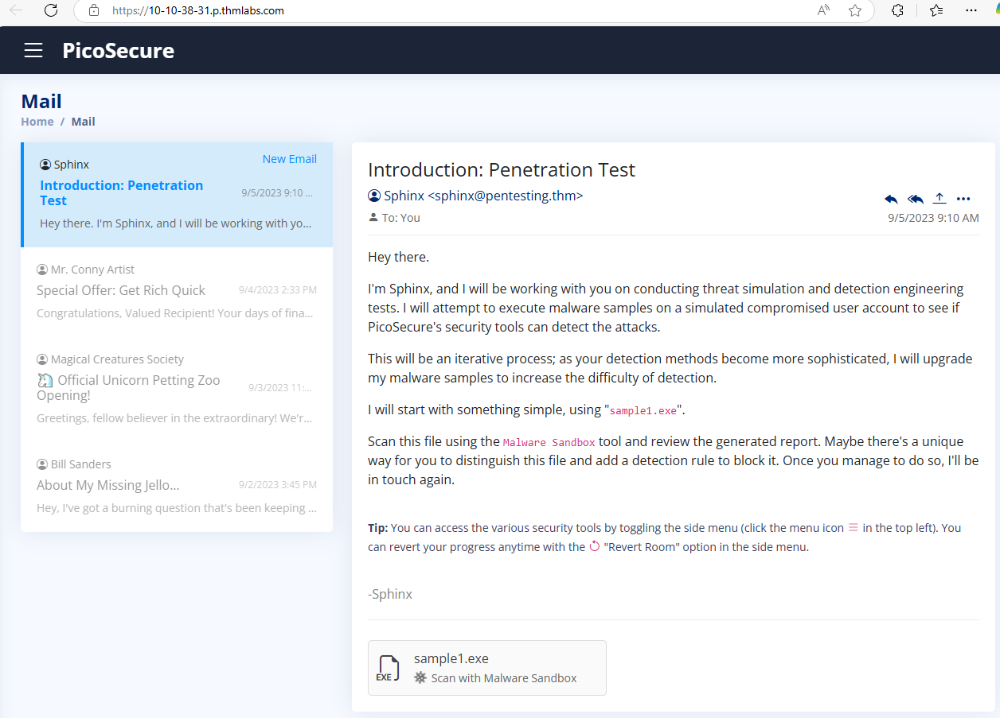 https://10-10-38-31.p.thmlabs.com
PicoSecure
Mail
Home / Mail
Sphinx
New Email
Introduction: Penetration
Test
9/5/2023 9:10 ...
Hey there. I'm Sphinx, and I will be working with yo...
Mr. Conny Artist
Special Offer: Get Rich Quick
9/4/2023 2:33 PM
Congratulations, Valued Recipient! Your days of fina...
Magical Creatures Society
🦄 Official Unicorn Petting Zoo
Opening!
9/3/2023 11:...
Greetings, fellow believer in the extraordinary! We'r...
Bill Sanders
About My Missing Jello...
9/2/2023 3:45 PM
Hey, I've got a burning question that's been keeping ...
Introduction: Penetration Test
Sphinx <sphinx@pentesting.thm>
To: You
9/5/2023 9:10 AM
Hey there.
I'm Sphinx, and I will be working with you on conducting threat simulation and detection engineering
tests. I will attempt to execute malware samples on a simulated compromised user account to see if
PicoSecure's security tools can detect the attacks.
This will be an iterative process; as your detection methods become more sophisticated, I will upgrade
my malware samples to increase the difficulty of detection.
I will start with something simple, using "sample1.exe".
Scan this file using the Malware Sandbox tool and review the generated report. Maybe there's a unique
way for you to distinguish this file and add a detection rule to block it. Once you manage to do so, I'll be
in touch again.
Tip: You can access the various security tools by toggling the side menu (click the menu icon ☰ in the top left). You
can revert your progress anytime with the ↺ "Revert Room" option in the side menu.
-Sphinx
EXE
sample1.exe
Scan with Malware Sandbox